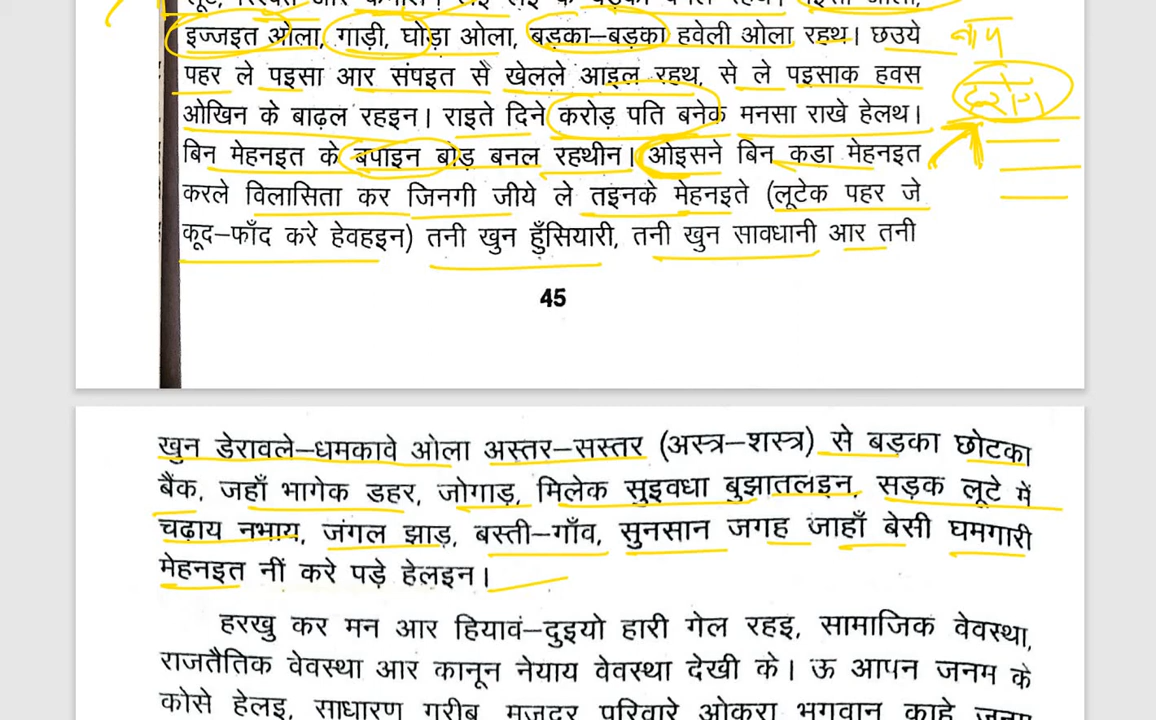 लूट, रिस्वत आर
इज्जइत ओला, गाड़ी, घोड़ा ओला, बड़का–बड़का हवेली ओला रहथ। छउये
बाप
पहर ले पइसा आर संपइत से खेलले आइल रहथ, से ले पइसाक हवस
दरोगा
ओखिन के बाढ़ल रहइन। राइते दिने करोड़ पति बनेक मनसा राखे हेलथ।
बिन मेहनइत के बपाइन बोड़ बनल रहथीन। ओइसने बिन कडा मेहनइत
करले विलासिता कर जिनगी जीये ले तइनके मेहनइते (लूटेक पहर जे
कूद–फाँद करे हेवहइन) तनी खुन हुँसियारी, तनी खुन सावधानी आर तनी
45
खुन डेरावले–धमकावे ओला अस्तर–सस्तर (अस्त्र–शस्त्र) से बड़का छोटका
बैंक, जहाँ भागेक डहर, जोगाड़, मिलेक सुइवधा बुझातलइन, सड़क लूटे में
चढ़ाय नभाय, जंगल झाड़, बस्ती–गाँव, सुनसान जगह जाहाँ बेसी घमगारी
मेहनइत नीं करे पड़े हेलइन।
हरखु कर मन आर हियावं–दुइयो हारी गेल रहइ, सामाजिक वेवस्था,
राजतैतिक वेवस्था आर कानून नेयाय वेवस्था देखी के। ऊ आपन जनम के
कोसे हेलइ, साधारण गरीब मजदूर परिवारे ओकरा भगवान काहे जनम